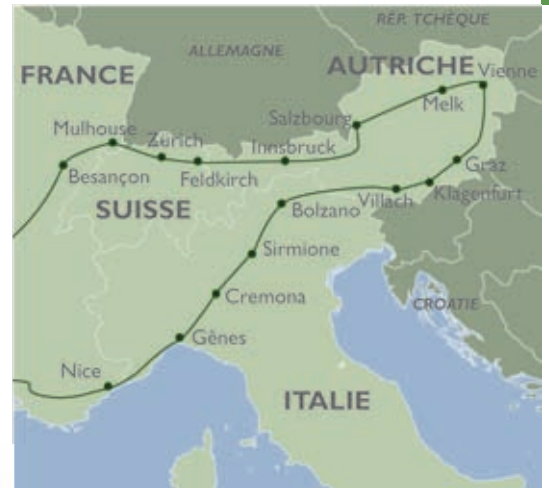 RÉP. TCHÈQUE
ALLEMAGNE
FRANCE
AUTRICHE
Vienne
Melk
Salzbourg
Mulhouse
Zurich
Innsbruck
Besançon
Feldkirch
Graz
Klagenfurt
Villach
SUISSE
Bolzano
Sirmione
Cremona
CROATIE
Gênes
Nice
ITALIE